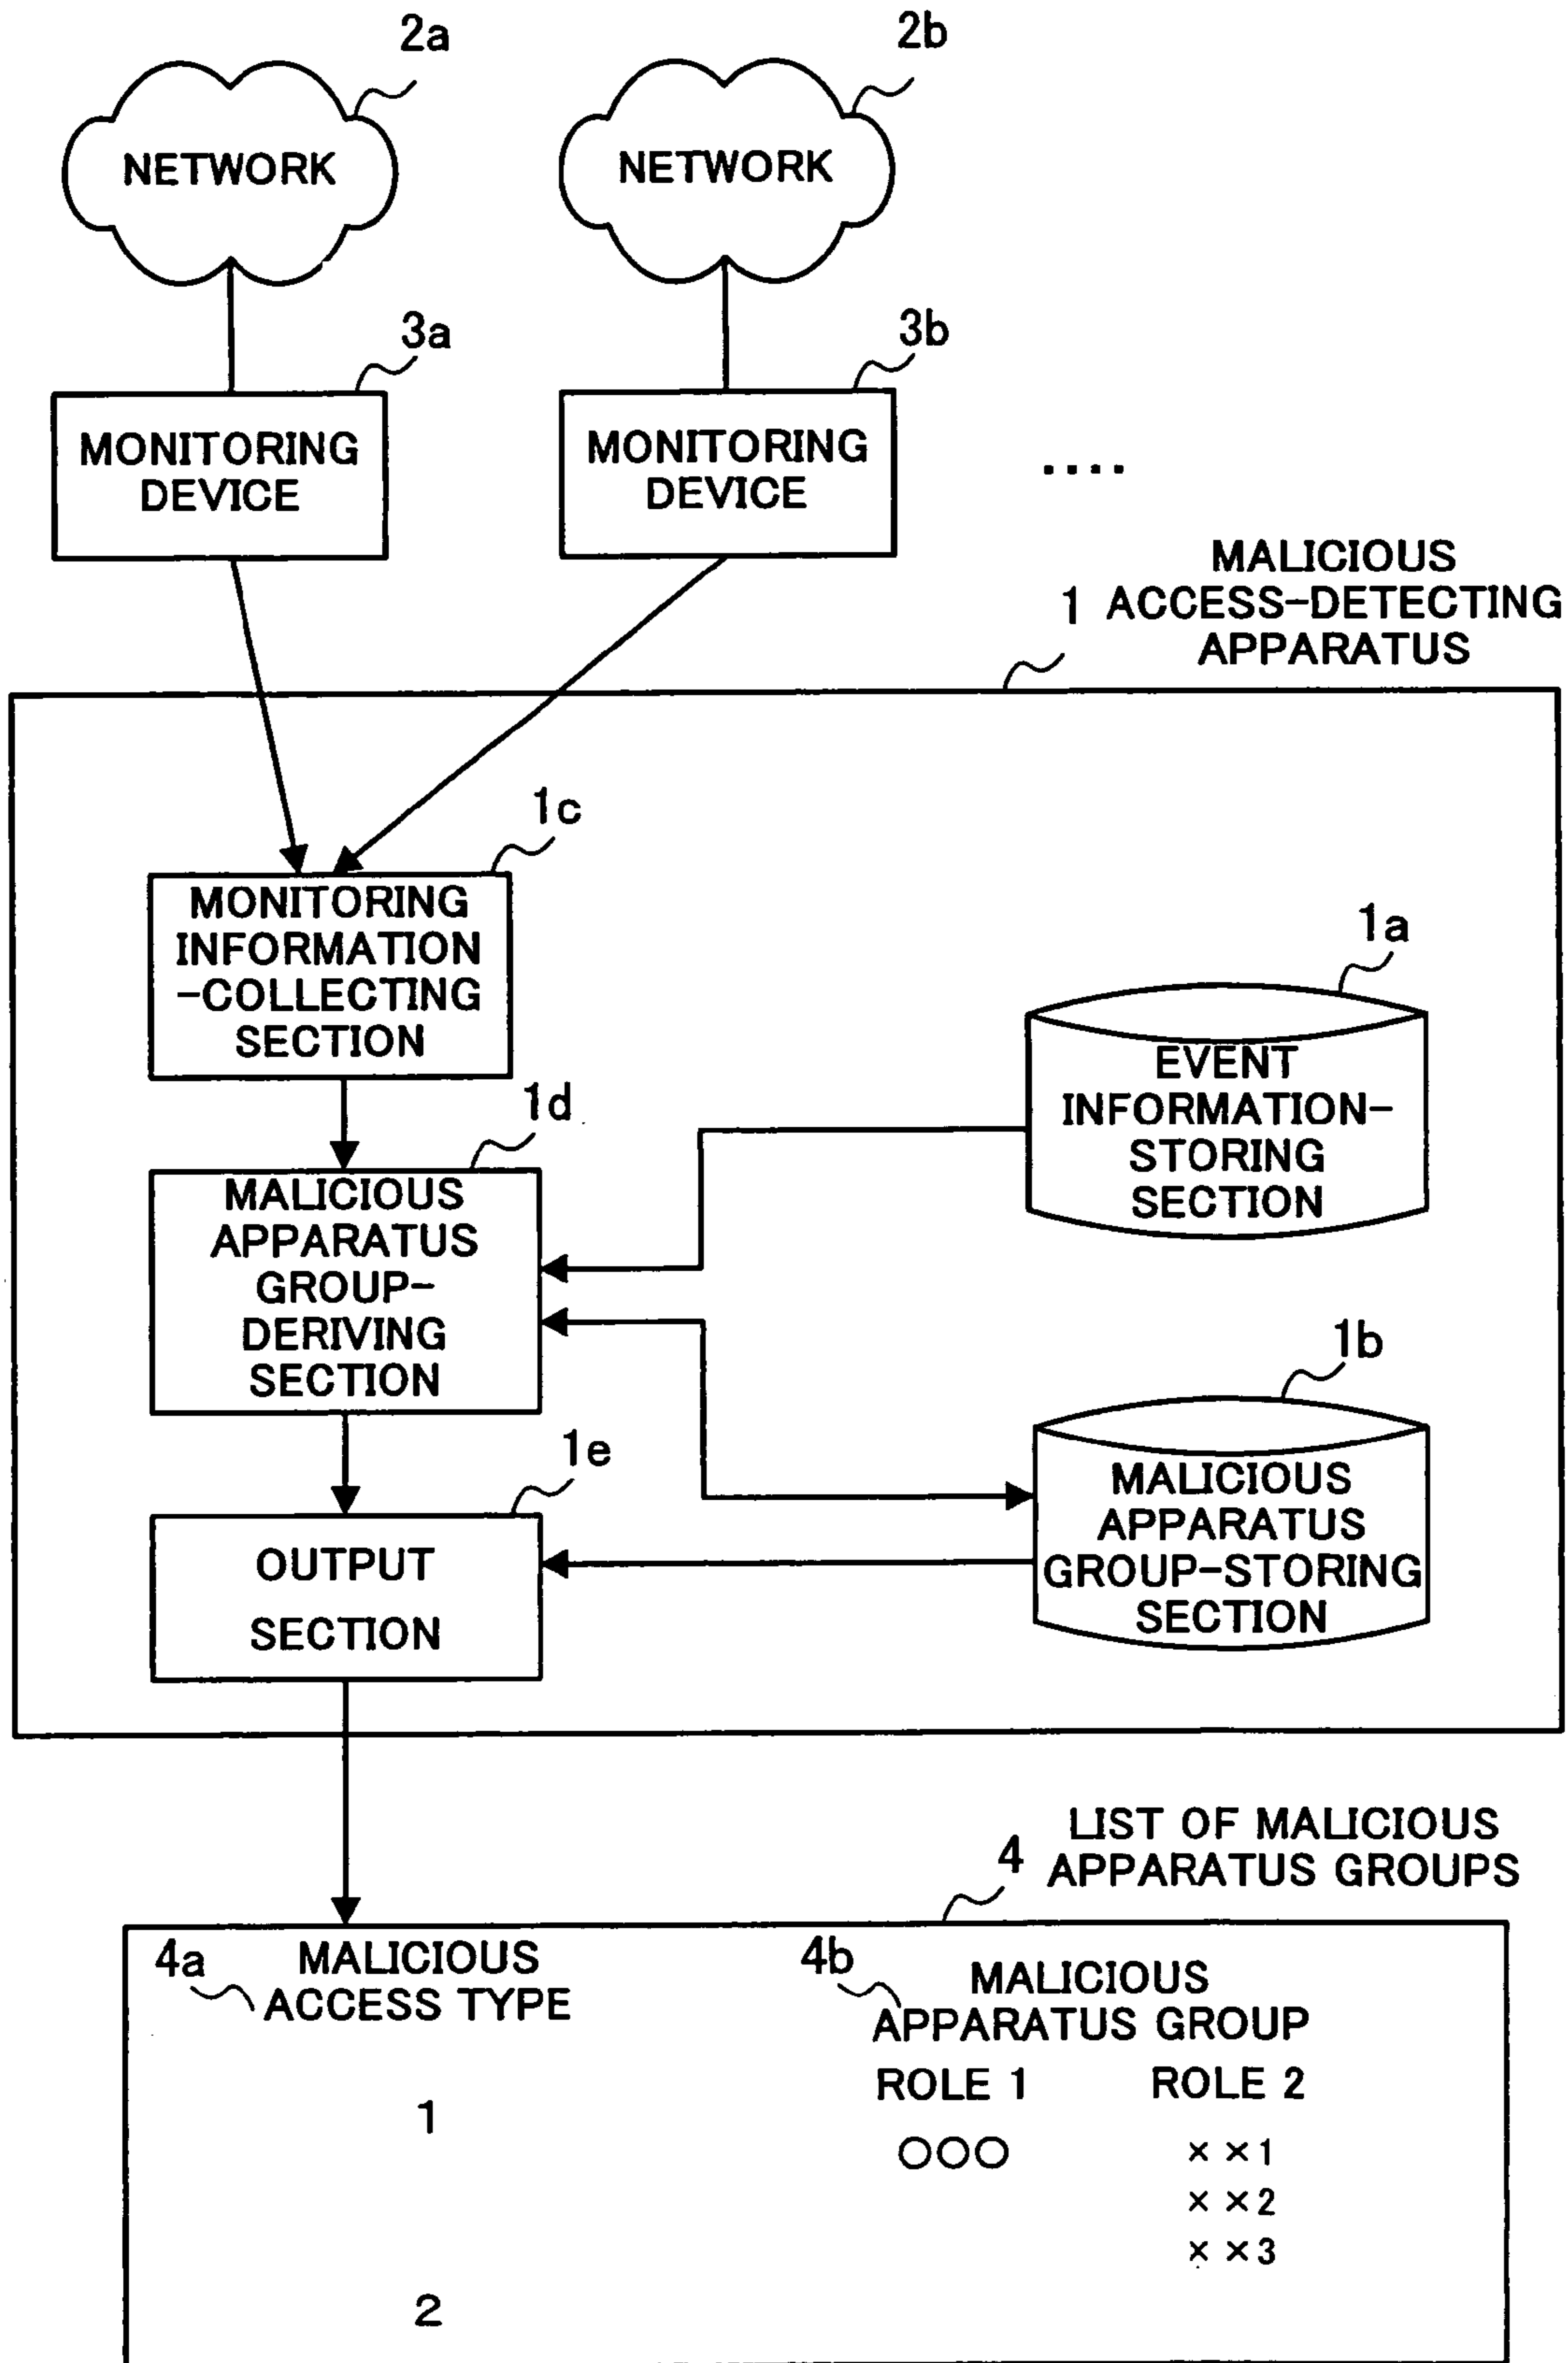 2a
2b
NETWORK
NETWORK
3a
3b
MONITORING
DEVICE
MONITORING
DEVICE
....
MALICIOUS
1 ACCESS-DETECTING
APPARATUS
1c
MONITORING
INFORMATION
-COLLECTING
SECTION
1a
EVENT
INFORMATION-
STORING
SECTION
1d
MALICIOUS
APPARATUS
GROUP-
DERIVING
SECTION
1b
MALICIOUS
APPARATUS
GROUP-STORING
SECTION
1e
OUTPUT
SECTION
LIST OF MALICIOUS
4 APPARATUS GROUPS
4a MALICIOUS
ACCESS TYPE
4b MALICIOUS
APPARATUS GROUP
ROLE 1 ROLE 2
1
○○○ × ×1
× ×2
× ×3
2